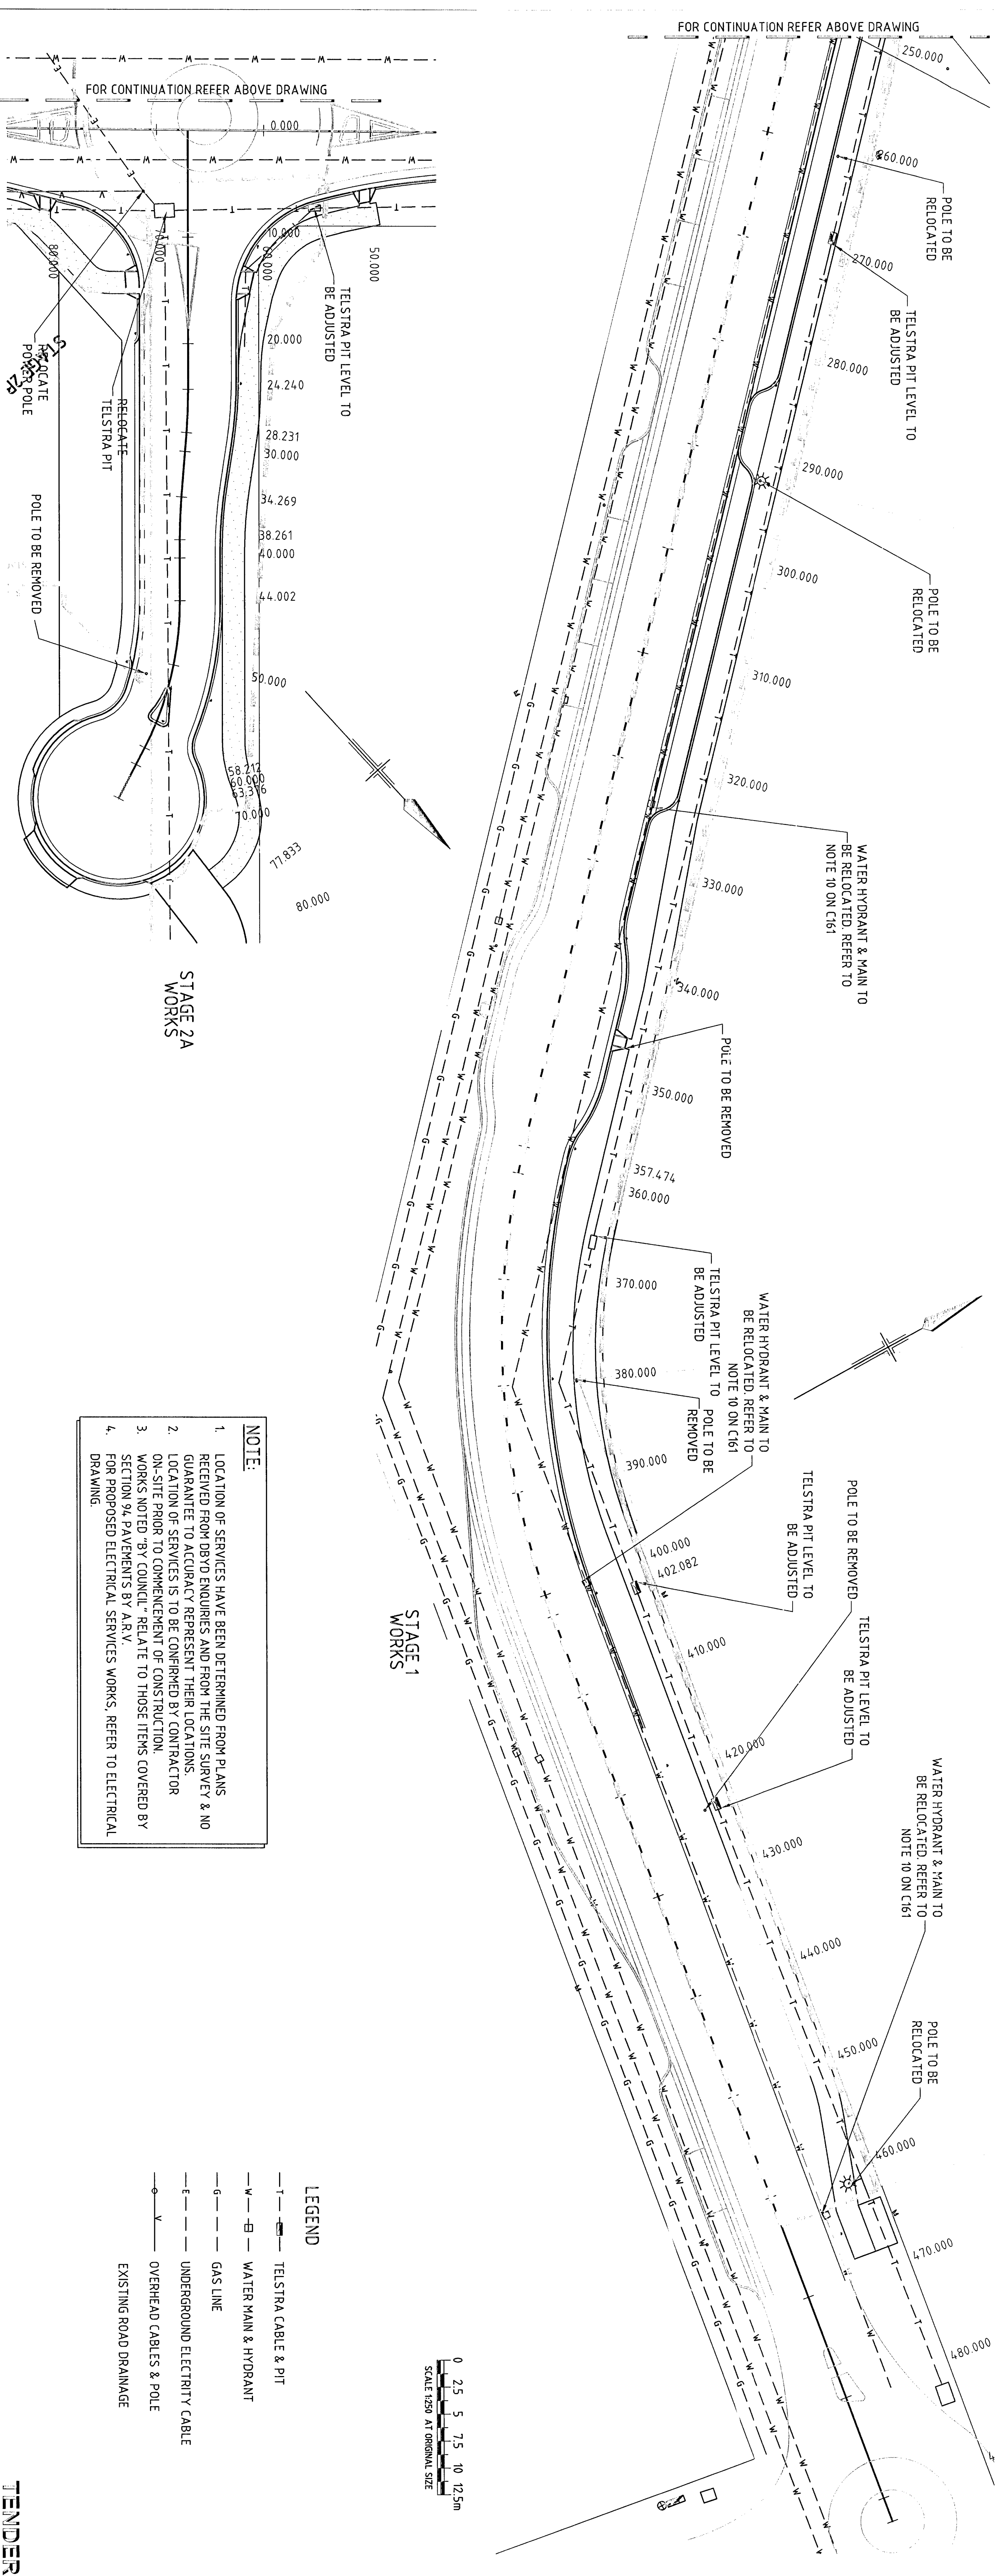 FOR CONTINUATION REFER ABOVE DRAWING
250.000
260.000
POLE TO BE
RELOCATED
270.000
TELSTRA PIT LEVEL TO
BE ADJUSTED
280.000
290.000
POLE TO BE
RELOCATED
300.000
310.000
320.000
WATER HYDRANT & MAIN TO
BE RELOCATED. REFER TO
NOTE 10 ON C161
330.000
340.000
POLE TO BE REMOVED
350.000
357.474
360.000
TELSTRA PIT LEVEL TO
BE ADJUSTED
370.000
WATER HYDRANT & MAIN TO
BE RELOCATED. REFER TO
NOTE 10 ON C161
380.000
POLE TO BE
REMOVED
390.000
TELSTRA PIT LEVEL TO
BE ADJUSTED
400.000
402.082
POLE TO BE REMOVED
410.000
TELSTRA PIT LEVEL TO
BE ADJUSTED
420.000
430.000
WATER HYDRANT & MAIN TO
BE RELOCATED. REFER TO
NOTE 10 ON C161
440.000
450.000
POLE TO BE
RELOCATED
460.000
470.000
480.000
STAGE 1
WORKS
FOR CONTINUATION REFER ABOVE DRAWING
0.000
10.000
50.000
60.000
70.000
80.000
TELSTRA PIT LEVEL TO
BE ADJUSTED
20.000
24.240
28.231
30.000
34.269
38.261
40.000
44.002
50.000
58.212
60.000
63.376
70.000
77.833
80.000
RELOCATE
POWER POLE
RELOCATE
TELSTRA PIT
POLE TO BE REMOVED
STAGE 2A
WORKS
NOTE:
1. LOCATION OF SERVICES HAVE BEEN DETERMINED FROM PLANS
RECEIVED FROM DBYD ENQUIRIES AND FROM THE SITE SURVEY & NO
GUARANTEE TO ACCURACY REPRESENT THEIR LOCATIONS.
2. LOCATION OF SERVICES IS TO BE CONFIRMED BY CONTRACTOR
ON-SITE PRIOR TO COMMENCEMENT OF CONSTRUCTION.
3. WORKS NOTED "BY COUNCIL" RELATE TO THOSE ITEMS COVERED BY
SECTION 94 PAVEMENTS BY A.R.V.
4. FOR PROPOSED ELECTRICAL SERVICES WORKS, REFER TO ELECTRICAL
DRAWING.
LEGEND
T TELSTRA CABLE & PIT
W WATER MAIN & HYDRANT
G GAS LINE
E UNDERGROUND ELECTRICITY CABLE
V OVERHEAD CABLES & POLE
EXISTING ROAD DRAINAGE
0 2.5 5 7.5 10 12.5m
SCALE 1:250 AT ORIGINAL SIZE
TENDER